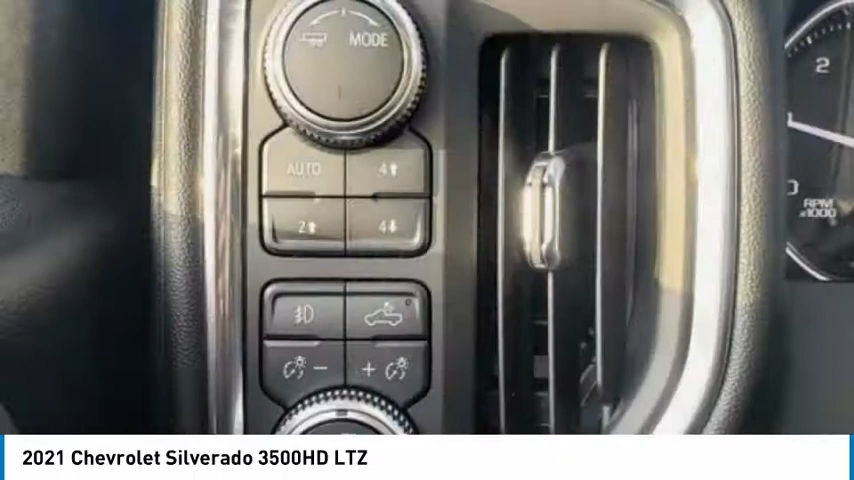 MODE
AUTO 4
2 4
2
RPM
x1000
2021 Chevrolet Silverado 3500HD LTZ